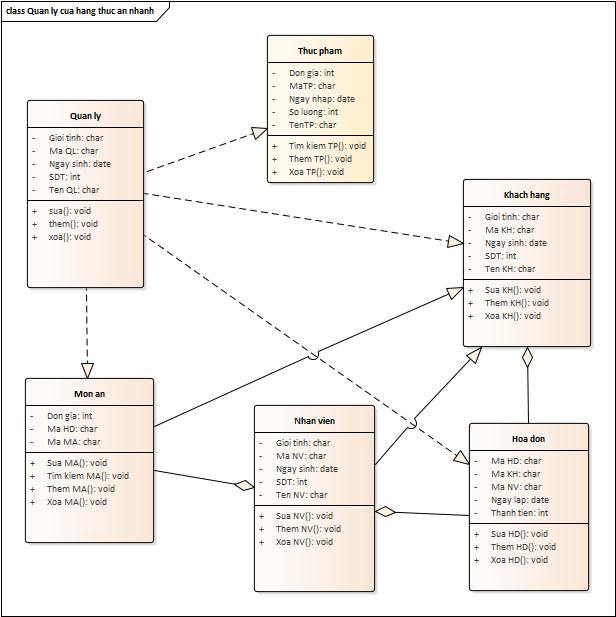 class Quan ly cua hang thuc an nhanh
Thuc pham
- Don gia: int
- MaTP: char
- Ngay nhap: date
- So luong: int
- TenTP: char
+ Tim kiem TP(): void
+ Them TP(): void
+ Xoa TP(): void
Quan ly
- Gioi tinh: char
- Ma QL: char
- Ngay sinh: date
- SDT: int
- Ten QL: char
+ sua(): void
+ them(): void
+ xoa(): void
Khach hang
- Gioi tinh: char
- Ma KH: char
- Ngay sinh: date
- SDT: int
- Ten KH: char
+ Sua KH(): void
+ Them KH(): void
+ Xoa KH(): void
Mon an
- Don gia: int
- Ma HD: char
- Ma MA: char
+ Sua MA(): void
+ Tim kiem MA(): void
+ Them MA(): void
+ Xoa MA(): void
Nhan vien
- Gioi tinh: char
- Ma NV: char
- Ngay sinh: date
- SDT: int
- Ten NV: char
+ Sua NV(): void
+ Them NV(): void
+ Xoa NV(): void
Hoa don
- Ma HD: char
- Ma KH: char
- Ma NV: char
- Ngay lap: date
- Thanh tien: int
+ Sua HD(): void
+ Them HD(): void
+ Xoa HD(): void